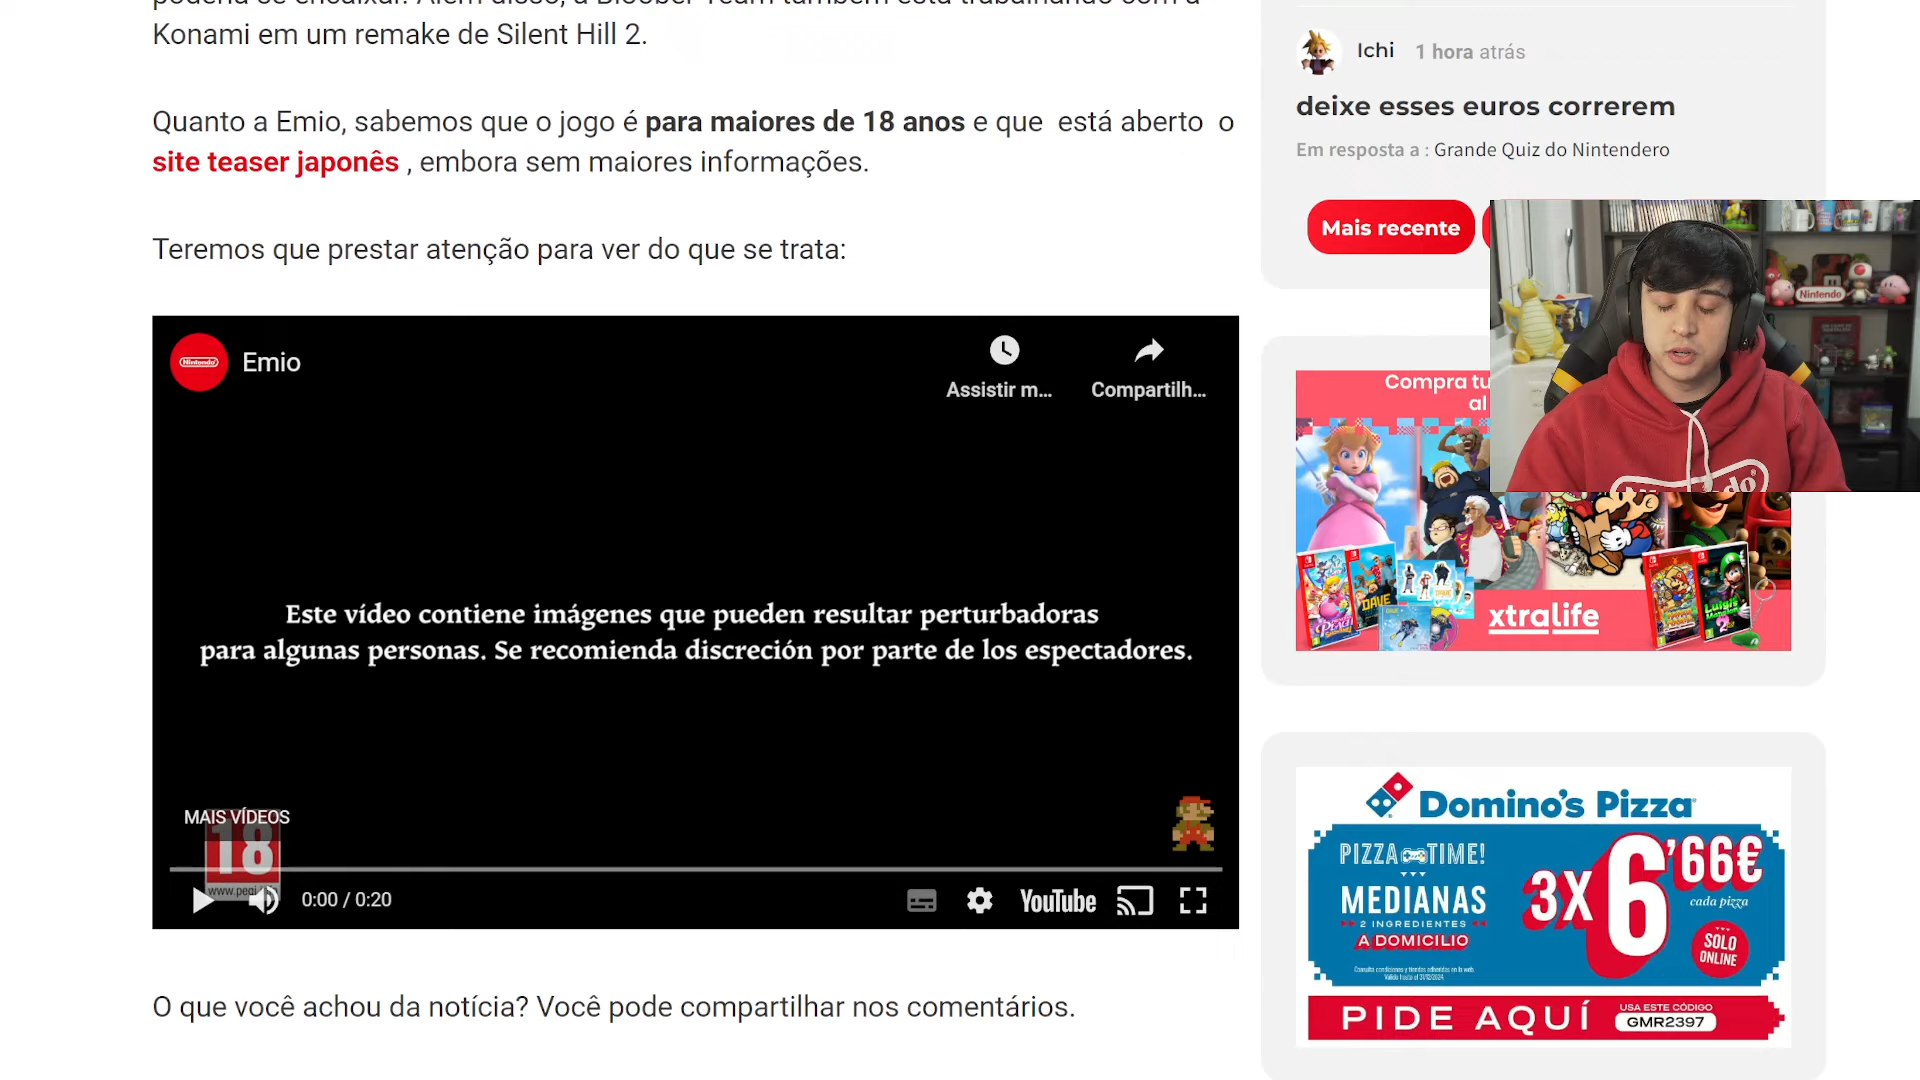 Konami em um remake de Silent Hill 2.
Quanto a Emio, sabemos que o jogo é para maiores de 18 anos e que está aberto o
site teaser japonês , embora sem maiores informações.
Teremos que prestar atenção para ver do que se trata:
Nintendo
Emio
Assistir m...
Compartilh...
Este vídeo contiene imágenes que pueden resultar perturbadoras
para algunas personas. Se recomienda discreción por parte de los espectadores.
MAIS VÍDEOS
18
0:00 / 0:20
YouTube
O que você achou da notícia? Você pode compartilhar nos comentários.
Ichi 1 hora atrás
deixe esses euros correrem
Em resposta a : Grande Quiz do Nintendero
Mais recente
Nintendo
Compra tu
al
DAVE
xtralife
Domino's Pizza
PIZZA TIME!
MEDIANAS
2 INGREDIENTES
A DOMICILIO
3X6'66€
cada pizza
SOLO
ONLINE
PIDE AQUÍ
USA ESTE CÓDIGO
GMR2397